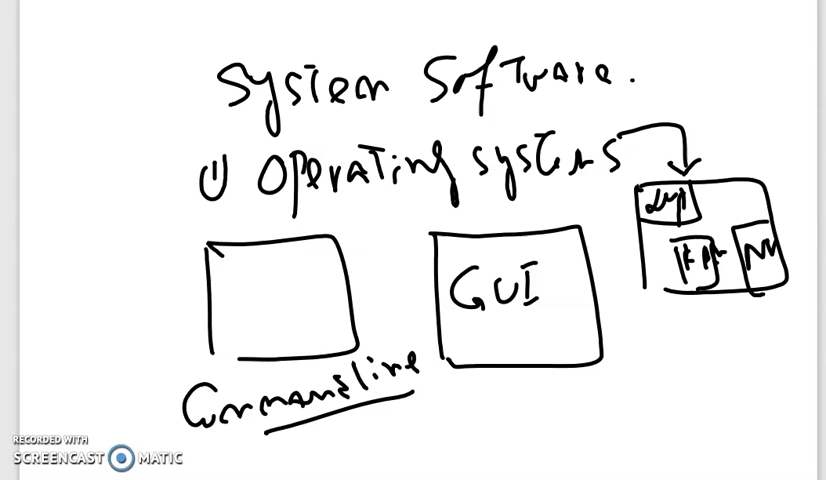 System Software.
1) Operating systems
GUI
Commandline
RECORDED WITH
SCREENCAST MATIC